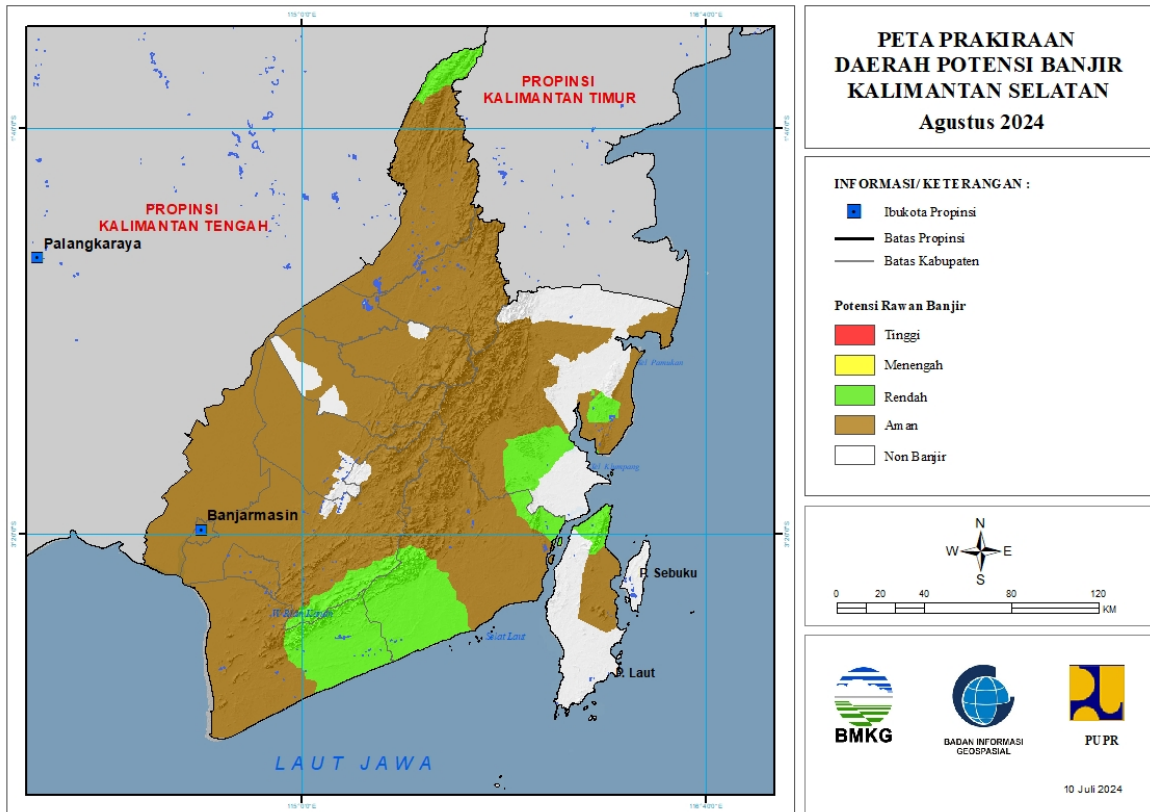 PETA PRAKIRAAN
DAERAH POTENSI BANJIR
KALIMANTAN SELATAN
Agustus 2024
INFORMASI/ KETERANGAN :
Ibukota Propinsi
Batas Propinsi
Batas Kabupaten
Potensi Rawan Banjir
Tinggi
Menengah
Rendah
Aman
Non Banjir
N
W E
S
0 20 40 80 120
KM
BMKG
BADAN INFORMASI
GEOSPASIAL
PUPR
10 Juli 2024
PROPINSI
KALIMANTAN TIMUR
PROPINSI
KALIMANTAN TENGAH
Palangkaraya
Banjarmasin
P. Sebuku
P. Laut
Selat Laut
LAUT JAWA